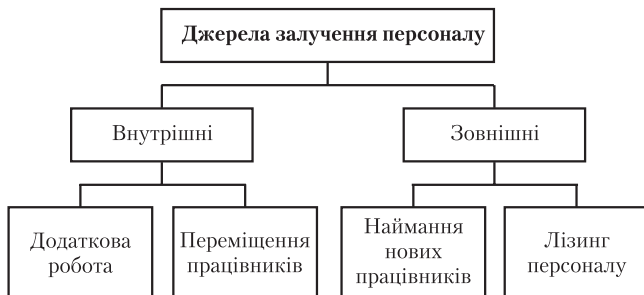 Джерела залучення персоналу
Внутрішні
Зовнішні
Додаткова
робота
Переміщення
працівників
Наймання
нових
працівників
Лізинг
персоналу